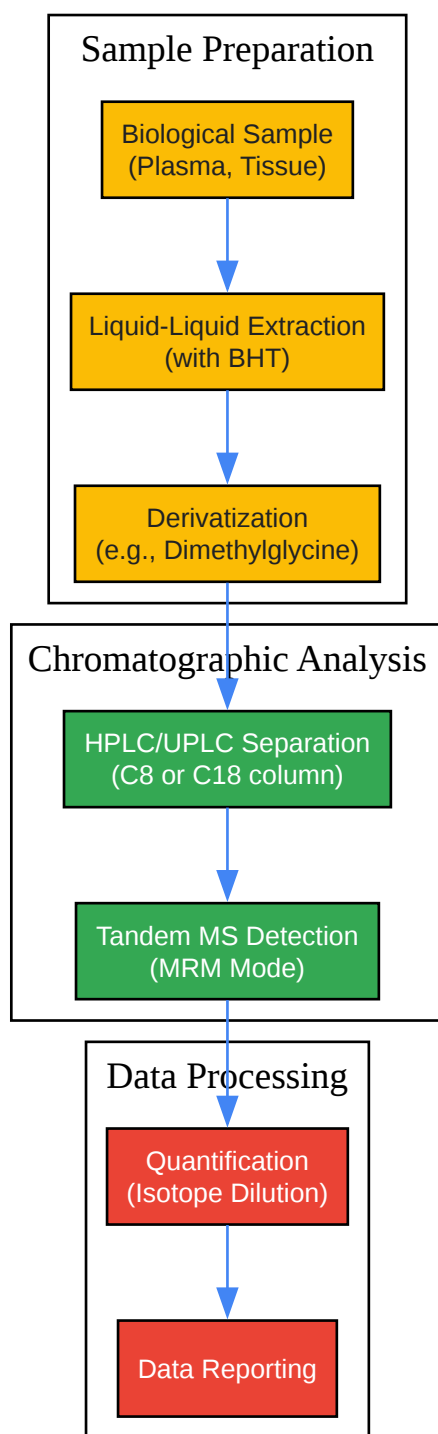 Sample Preparation
Biological Sample
(Plasma, Tissue)
Liquid-Liquid Extraction
(with BHT)
Derivatization
(e.g., Dimethylglycine)
Chromatographic Analysis
HPLC/UPLC Separation
(C8 or C18 column)
Tandem MS Detection
(MRM Mode)
Data Processing
Quantification
(Isotope Dilution)
Data Reporting